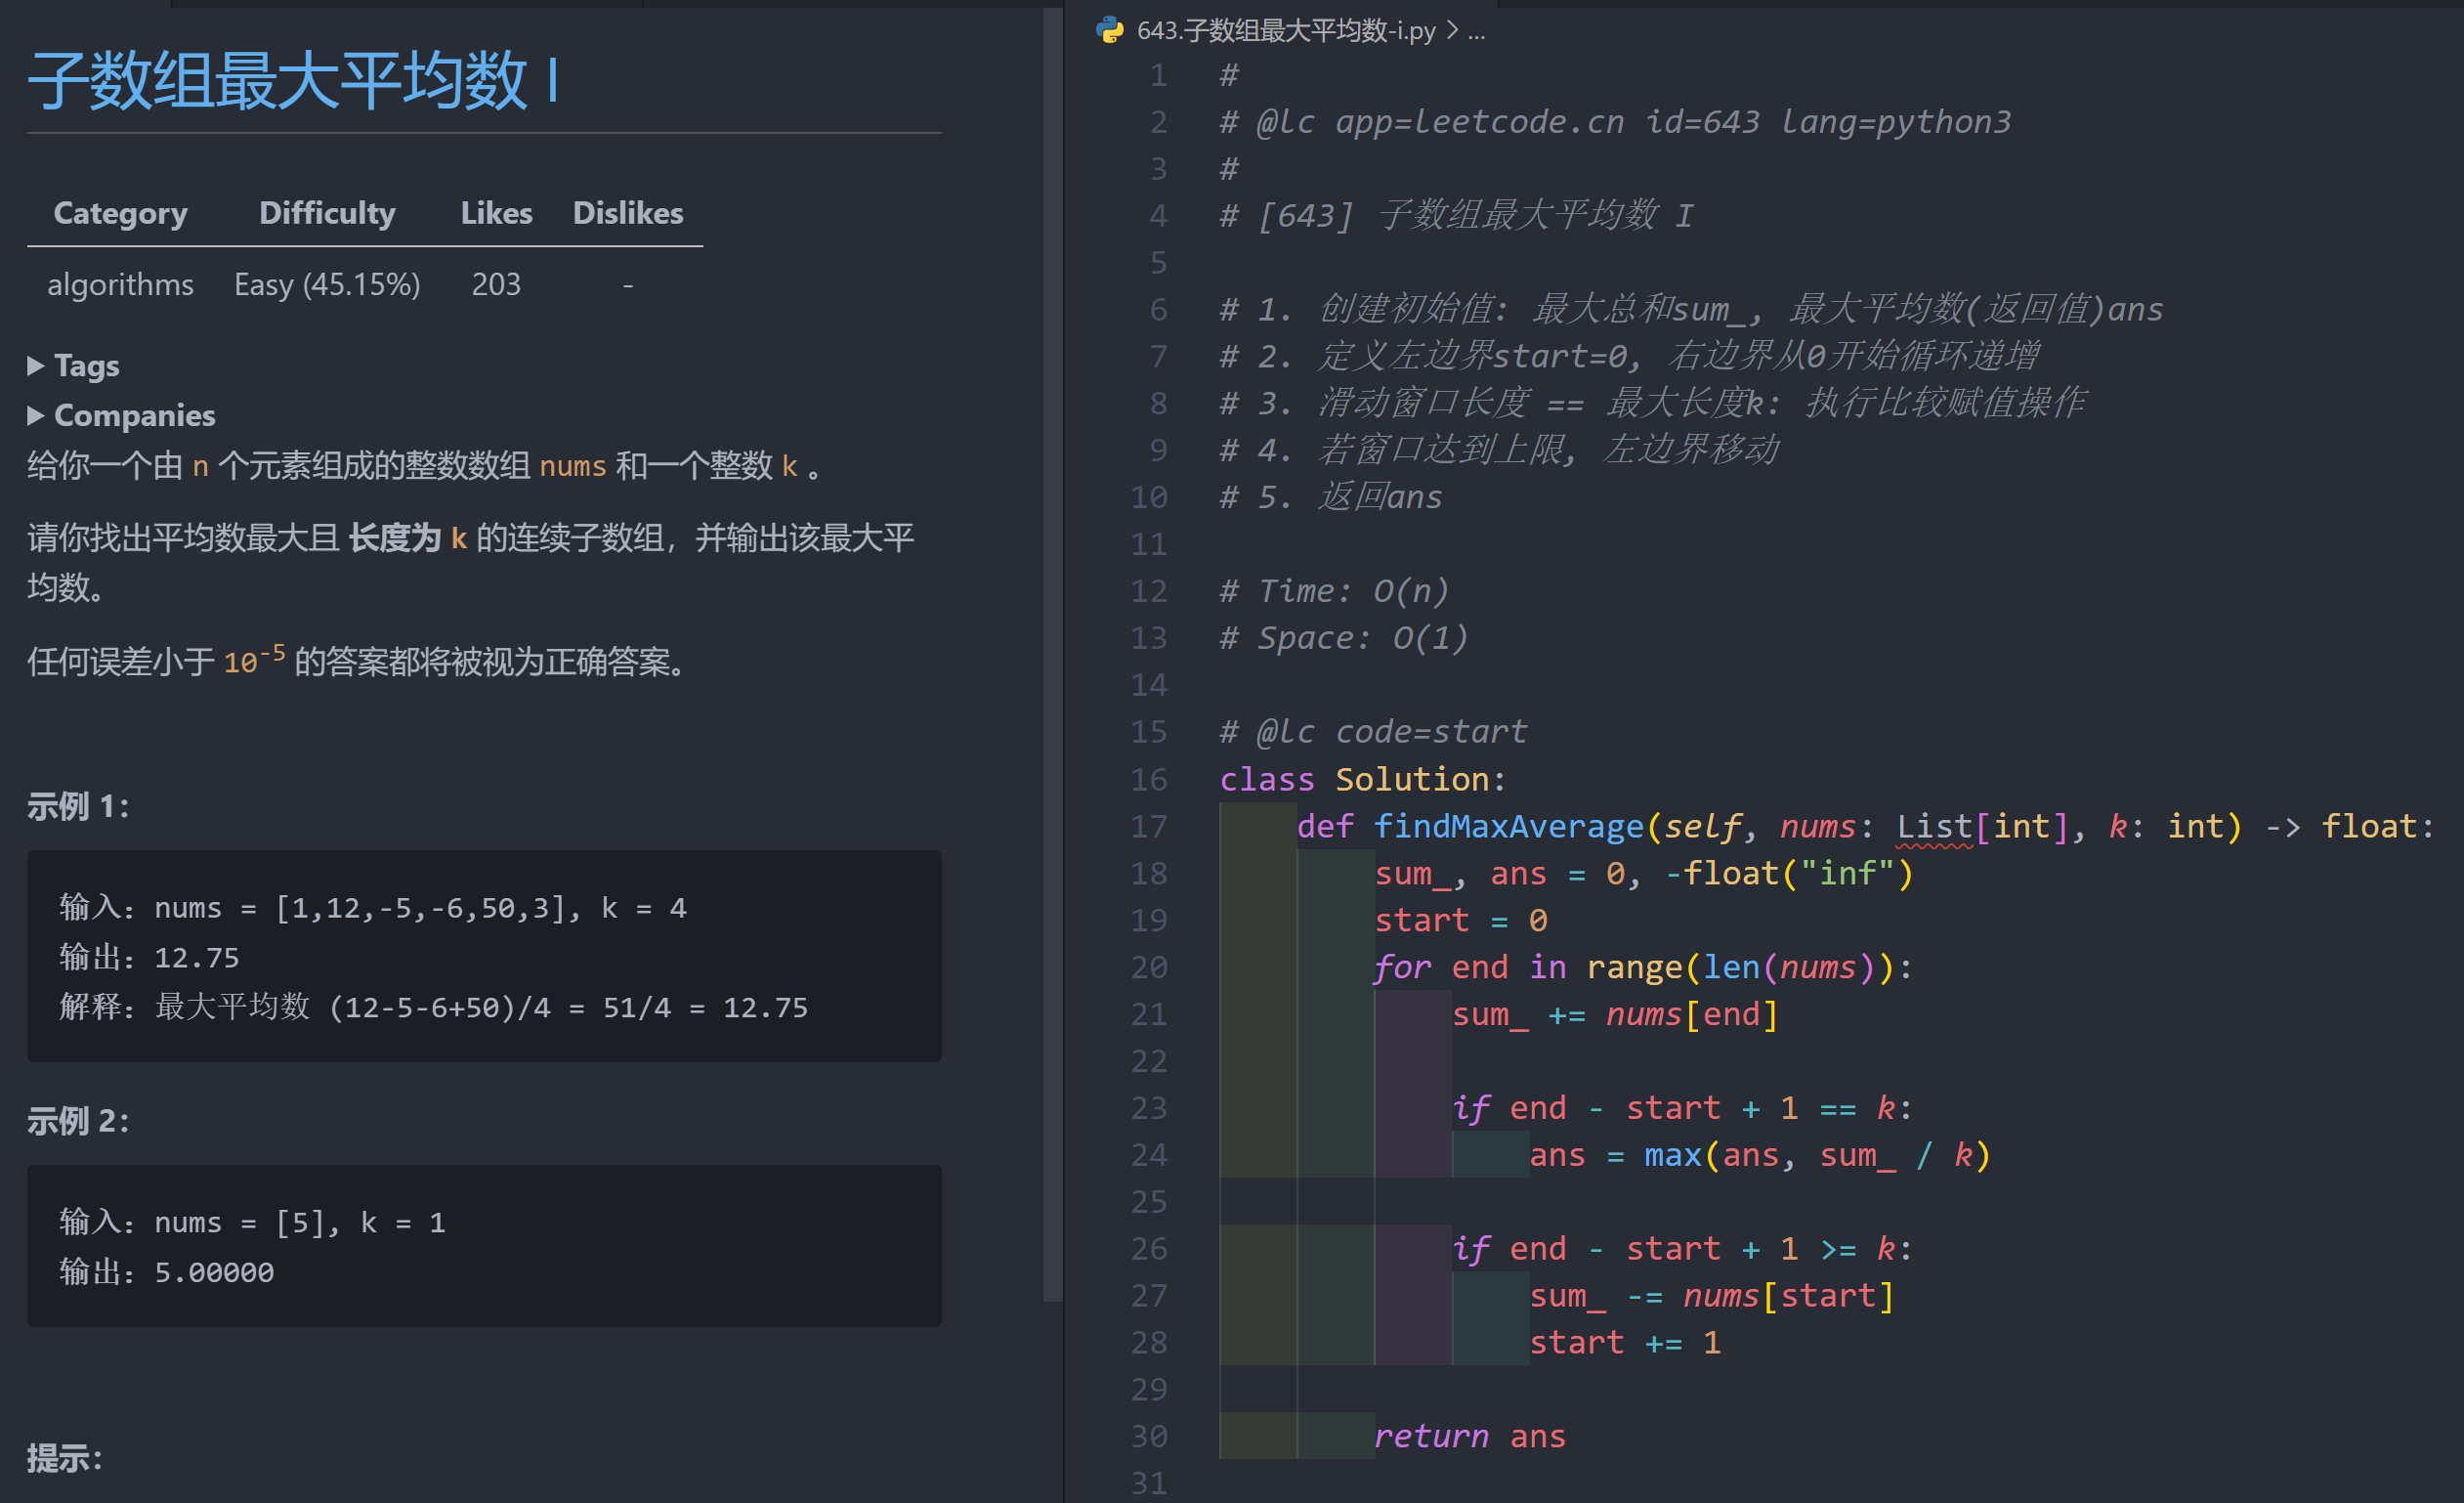 子数组最大平均数 I
Category Difficulty Likes Dislikes
algorithms Easy (45.15%) 203 -
▶ Tags
▶ Companies
给你一个由 n 个元素组成的整数数组 nums 和一个整数 k 。
请你找出平均数最大且 长度为 k 的连续子数组，并输出该最大平
均数。
任何误差小于 10⁻⁵ 的答案都将被视为正确答案。
示例 1：
输入：nums = [1,12,-5,-6,50,3], k = 4
输出：12.75
解释：最大平均数 (12-5-6+50)/4 = 51/4 = 12.75
示例 2：
输入：nums = [5], k = 1
输出：5.00000
提示：
643.子数组最大平均数-i.py > ...
1 #
2 # @lc app=leetcode.cn id=643 lang=python3
3 #
4 # [643] 子数组最大平均数 I
5
6 # 1. 创建初始值: 最大总和sum_, 最大平均数(返回值)ans
7 # 2. 定义左边界start=0, 右边界从0开始循环递增
8 # 3. 滑动窗口长度 == 最大长度k: 执行比较赋值操作
9 # 4. 若窗口达到上限, 左边界移动
10 # 5. 返回ans
11
12 # Time: O(n)
13 # Space: O(1)
14
15 # @lc code=start
16 class Solution:
17     def findMaxAverage(self, nums: List[int], k: int) -> float:
18         sum_, ans = 0, -float("inf")
19         start = 0
20         for end in range(len(nums)):
21             sum_ += nums[end]
22
23             if end - start + 1 == k:
24                 ans = max(ans, sum_ / k)
25
26             if end - start + 1 >= k:
27                 sum_ -= nums[start]
28                 start += 1
29
30         return ans
31